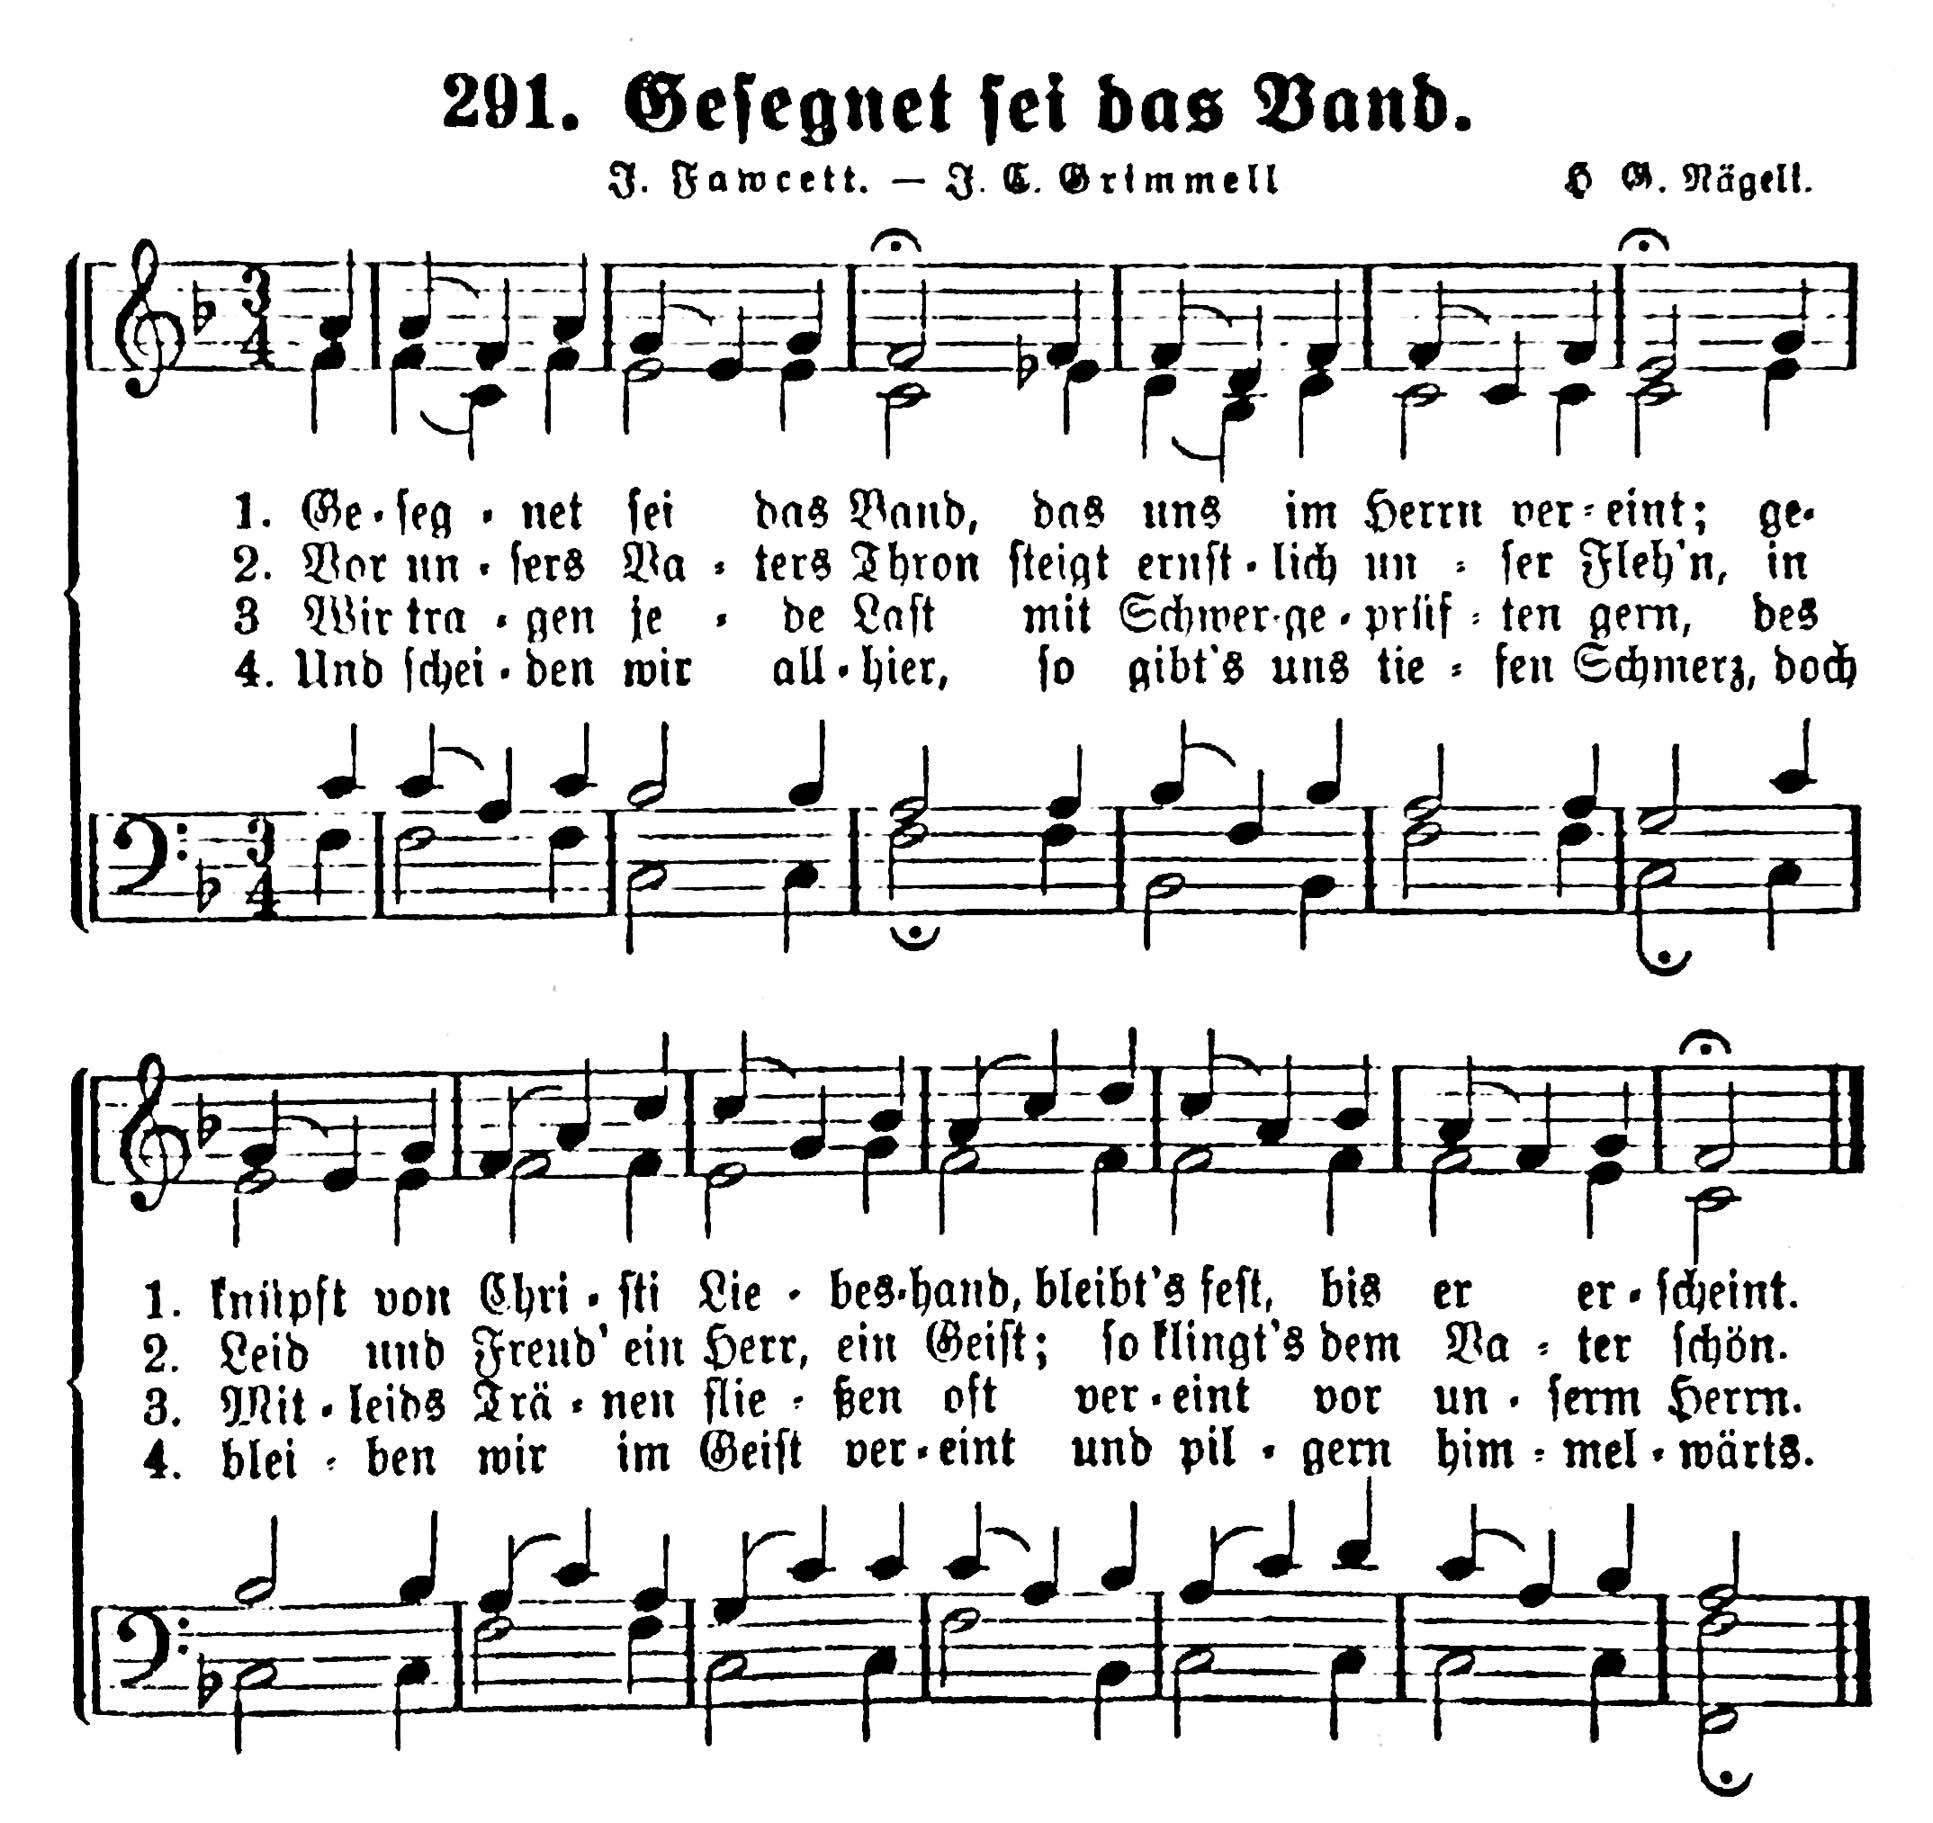 291. Gesegnet sei das Band.
J. Fawcett. — J. C. Grimmell H G. Nägeli.
1. Ge-seg-net sei das Band, das uns im Herrn ver-eint; ge-
2. Vor un-sers Va-ters Thron steigt ernst-lich un-ser Fleh'n, in
3 Wir tra-gen je-de Last mit Schwer-ge-prüf-ten gern, des
4. Und schei-den wir all-hier, so gibt's uns tie-fen Schmerz, doch
1. knüpft von Chri-sti Lie-bes-hand, bleibt's fest, bis er er-scheint.
2. Leid und Freud' ein Herr, ein Geist; so klingt's dem Va-ter schön.
3. Mit-leids Trä-nen flie-ßen oft ver-eint vor un-serm Herrn.
4. blei-ben wir im Geist ver-eint und pil-gern him-mel-wärts.